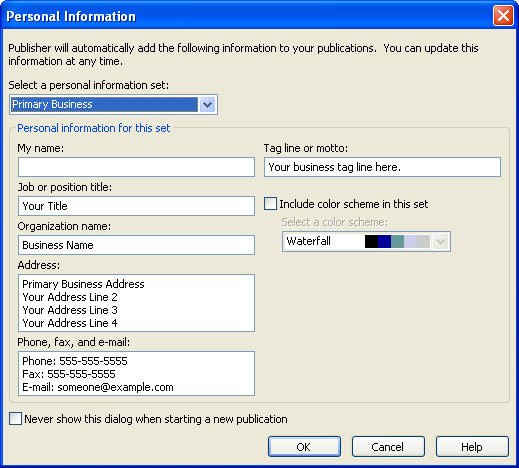 Personal Information
Publisher will automatically add the following information to your publications.  You can update this
information at any time.
Select a personal information set:
Primary Business
Personal information for this set
My name:
Tag line or motto:
Your business tag line here.
Job or position title:
Your Title
Include color scheme in this set
Select a color scheme:
Waterfall
Organization name:
Business Name
Address:
Primary Business Address
Your Address Line 2
Your Address Line 3
Your Address Line 4
Phone, fax, and e-mail:
Phone: 555-555-5555
Fax: 555-555-5555
E-mail: someone@example.com
Never show this dialog when starting a new publication
OK
Cancel
Help